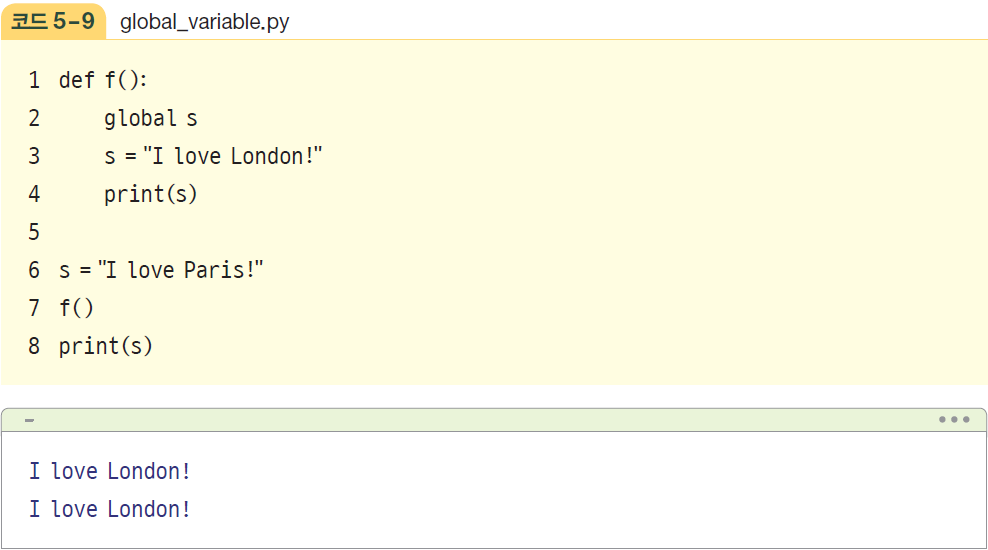 코드 5-9 global_variable.py
1 def f():
2     global s
3     s = "I love London!"
4     print(s)
5
6 s = "I love Paris!"
7 f()
8 print(s)
I love London!
I love London!